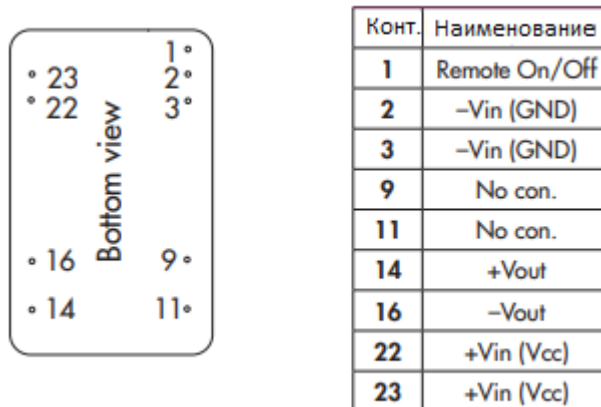 1
23 2
22 3
Bottom view
16 9
14 11
Конт. Наименование
1 Remote On/Off
2 –Vin (GND)
3 –Vin (GND)
9 No con.
11 No con.
14 +Vout
16 –Vout
22 +Vin (Vcc)
23 +Vin (Vcc)